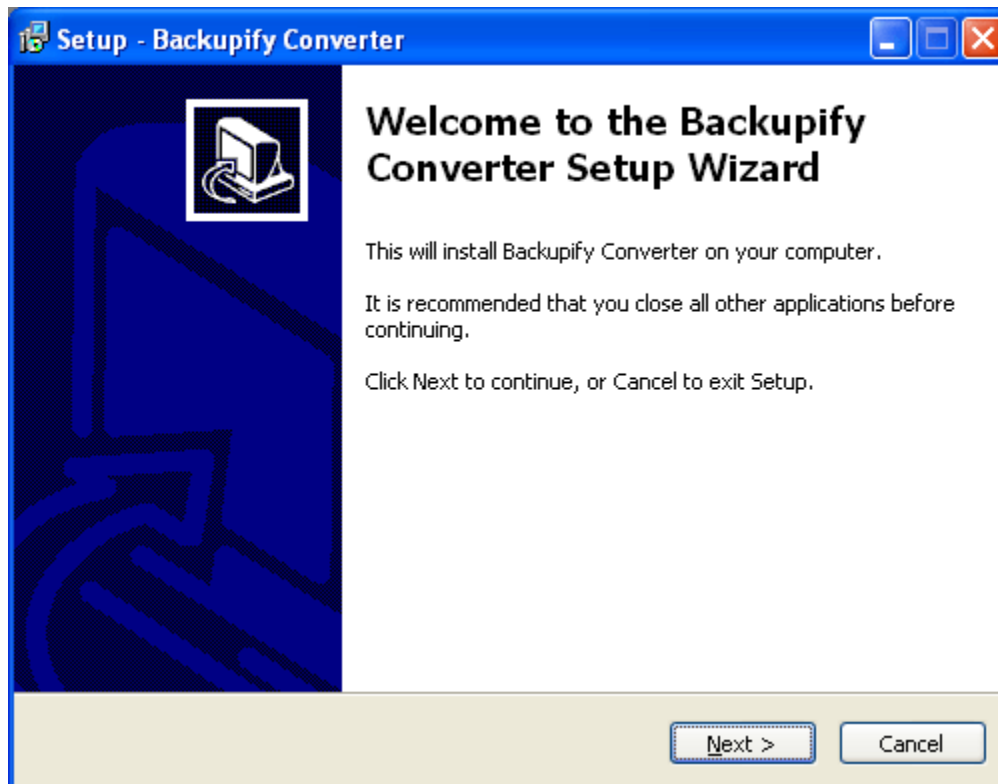 Setup - Backupify Converter
Welcome to the Backupify
Converter Setup Wizard
This will install Backupify Converter on your computer.
It is recommended that you close all other applications before
continuing.
Click Next to continue, or Cancel to exit Setup.
Next >
Cancel